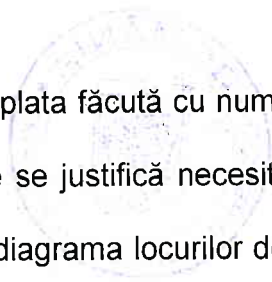 plata făcută cu num
se justifică necesit
diagrama locurilor d